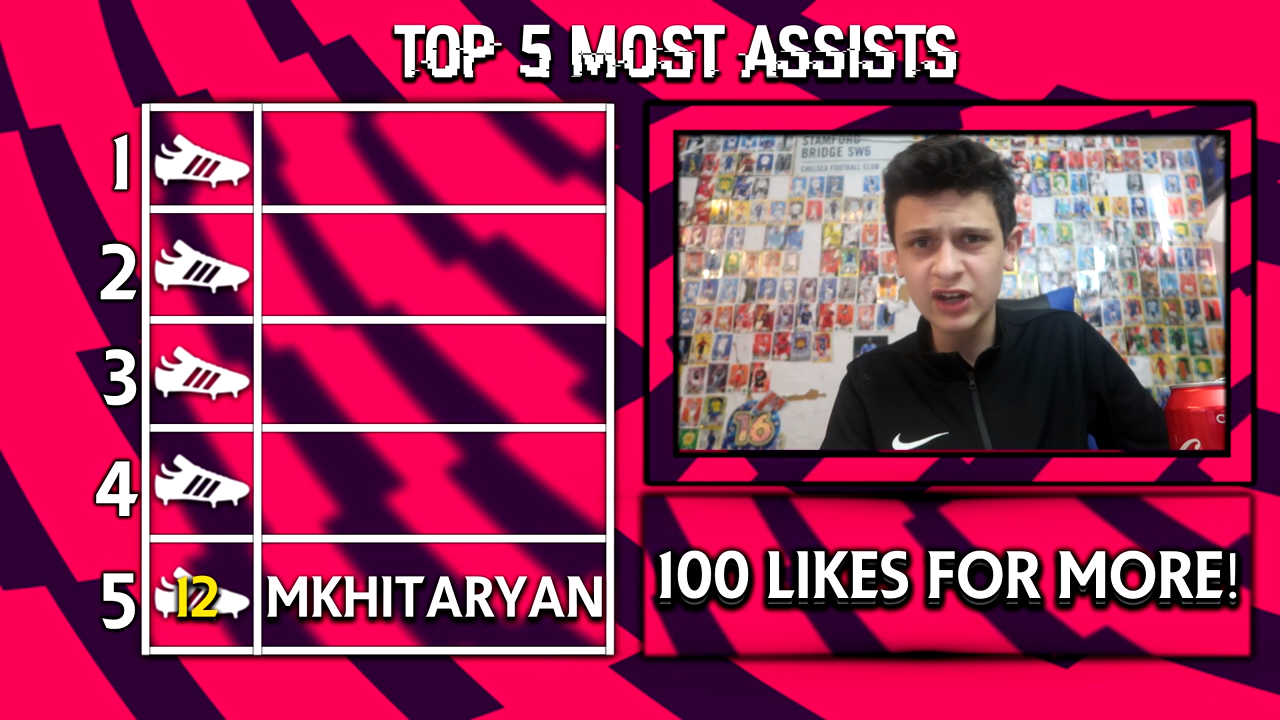 TOP 5 MOST ASSISTS
1
2
3
4
5 12 MKHITARYAN
STAMFORD
BRIDGE SW6
CHELSEA FOOTBALL CLUB
16
100 LIKES FOR MORE!